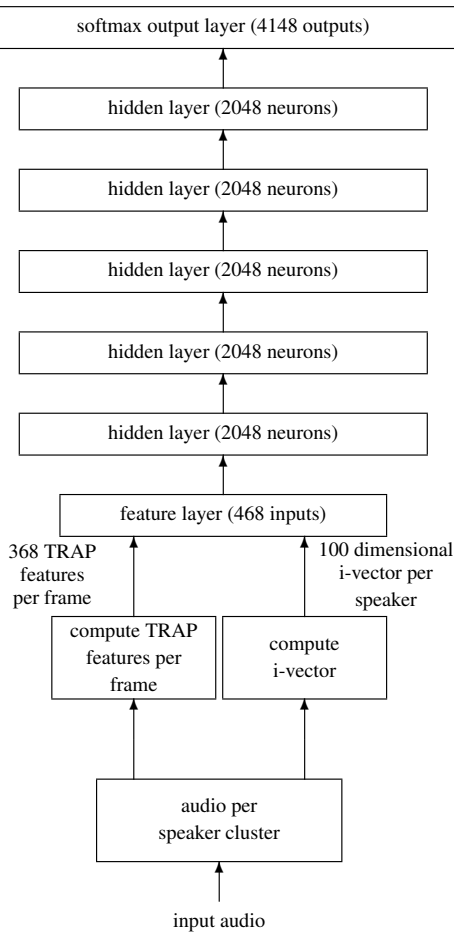 softmax output layer (4148 outputs)
hidden layer (2048 neurons)
hidden layer (2048 neurons)
hidden layer (2048 neurons)
hidden layer (2048 neurons)
hidden layer (2048 neurons)
feature layer (468 inputs)
368 TRAP
features
per frame
100 dimensional
i-vector per
speaker
compute TRAP
features per
frame
compute
i-vector
audio per
speaker cluster
input audio